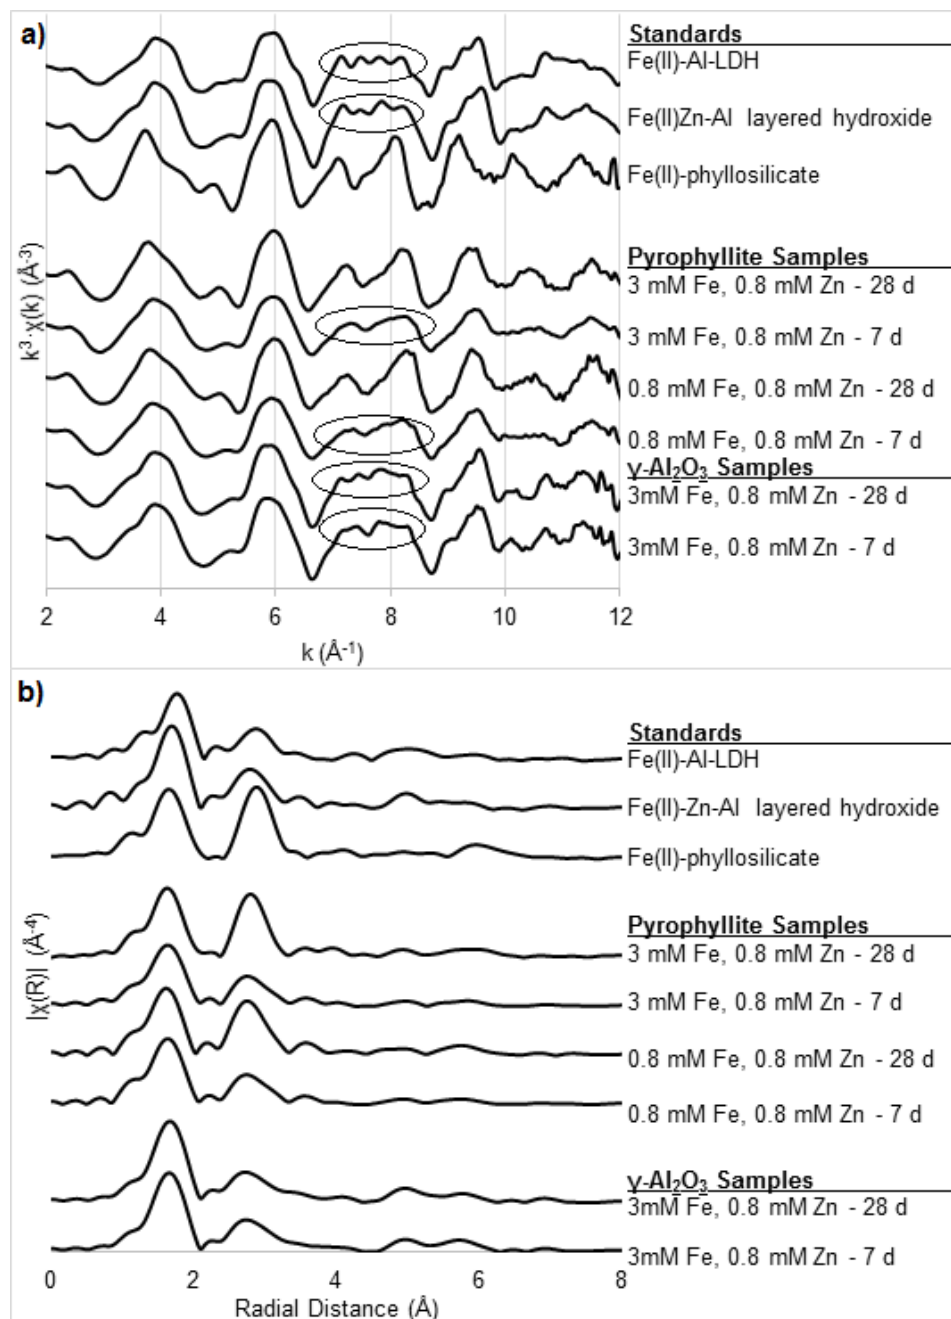 a)
Standards
Fe(II)-Al-LDH
Fe(II)Zn-Al layered hydroxide
Fe(II)-phyllosilicate
Pyrophyllite Samples
3 mM Fe, 0.8 mM Zn - 28 d
3 mM Fe, 0.8 mM Zn - 7 d
0.8 mM Fe, 0.8 mM Zn - 28 d
0.8 mM Fe, 0.8 mM Zn - 7 d
γ-Al₂O₃ Samples
3mM Fe, 0.8 mM Zn - 28 d
3mM Fe, 0.8 mM Zn - 7 d
k³·χ(k) (Å⁻³)
2 4 6 8 10 12
k (Å⁻¹)
b)
Standards
Fe(II)-Al-LDH
Fe(II)-Zn-Al layered hydroxide
Fe(II)-phyllosilicate
Pyrophyllite Samples
3 mM Fe, 0.8 mM Zn - 28 d
3 mM Fe, 0.8 mM Zn - 7 d
0.8 mM Fe, 0.8 mM Zn - 28 d
0.8 mM Fe, 0.8 mM Zn - 7 d
γ-Al₂O₃ Samples
3mM Fe, 0.8 mM Zn - 28 d
3mM Fe, 0.8 mM Zn - 7 d
|χ(R)| (Å⁻⁴)
0 2 4 6 8
Radial Distance (Å)